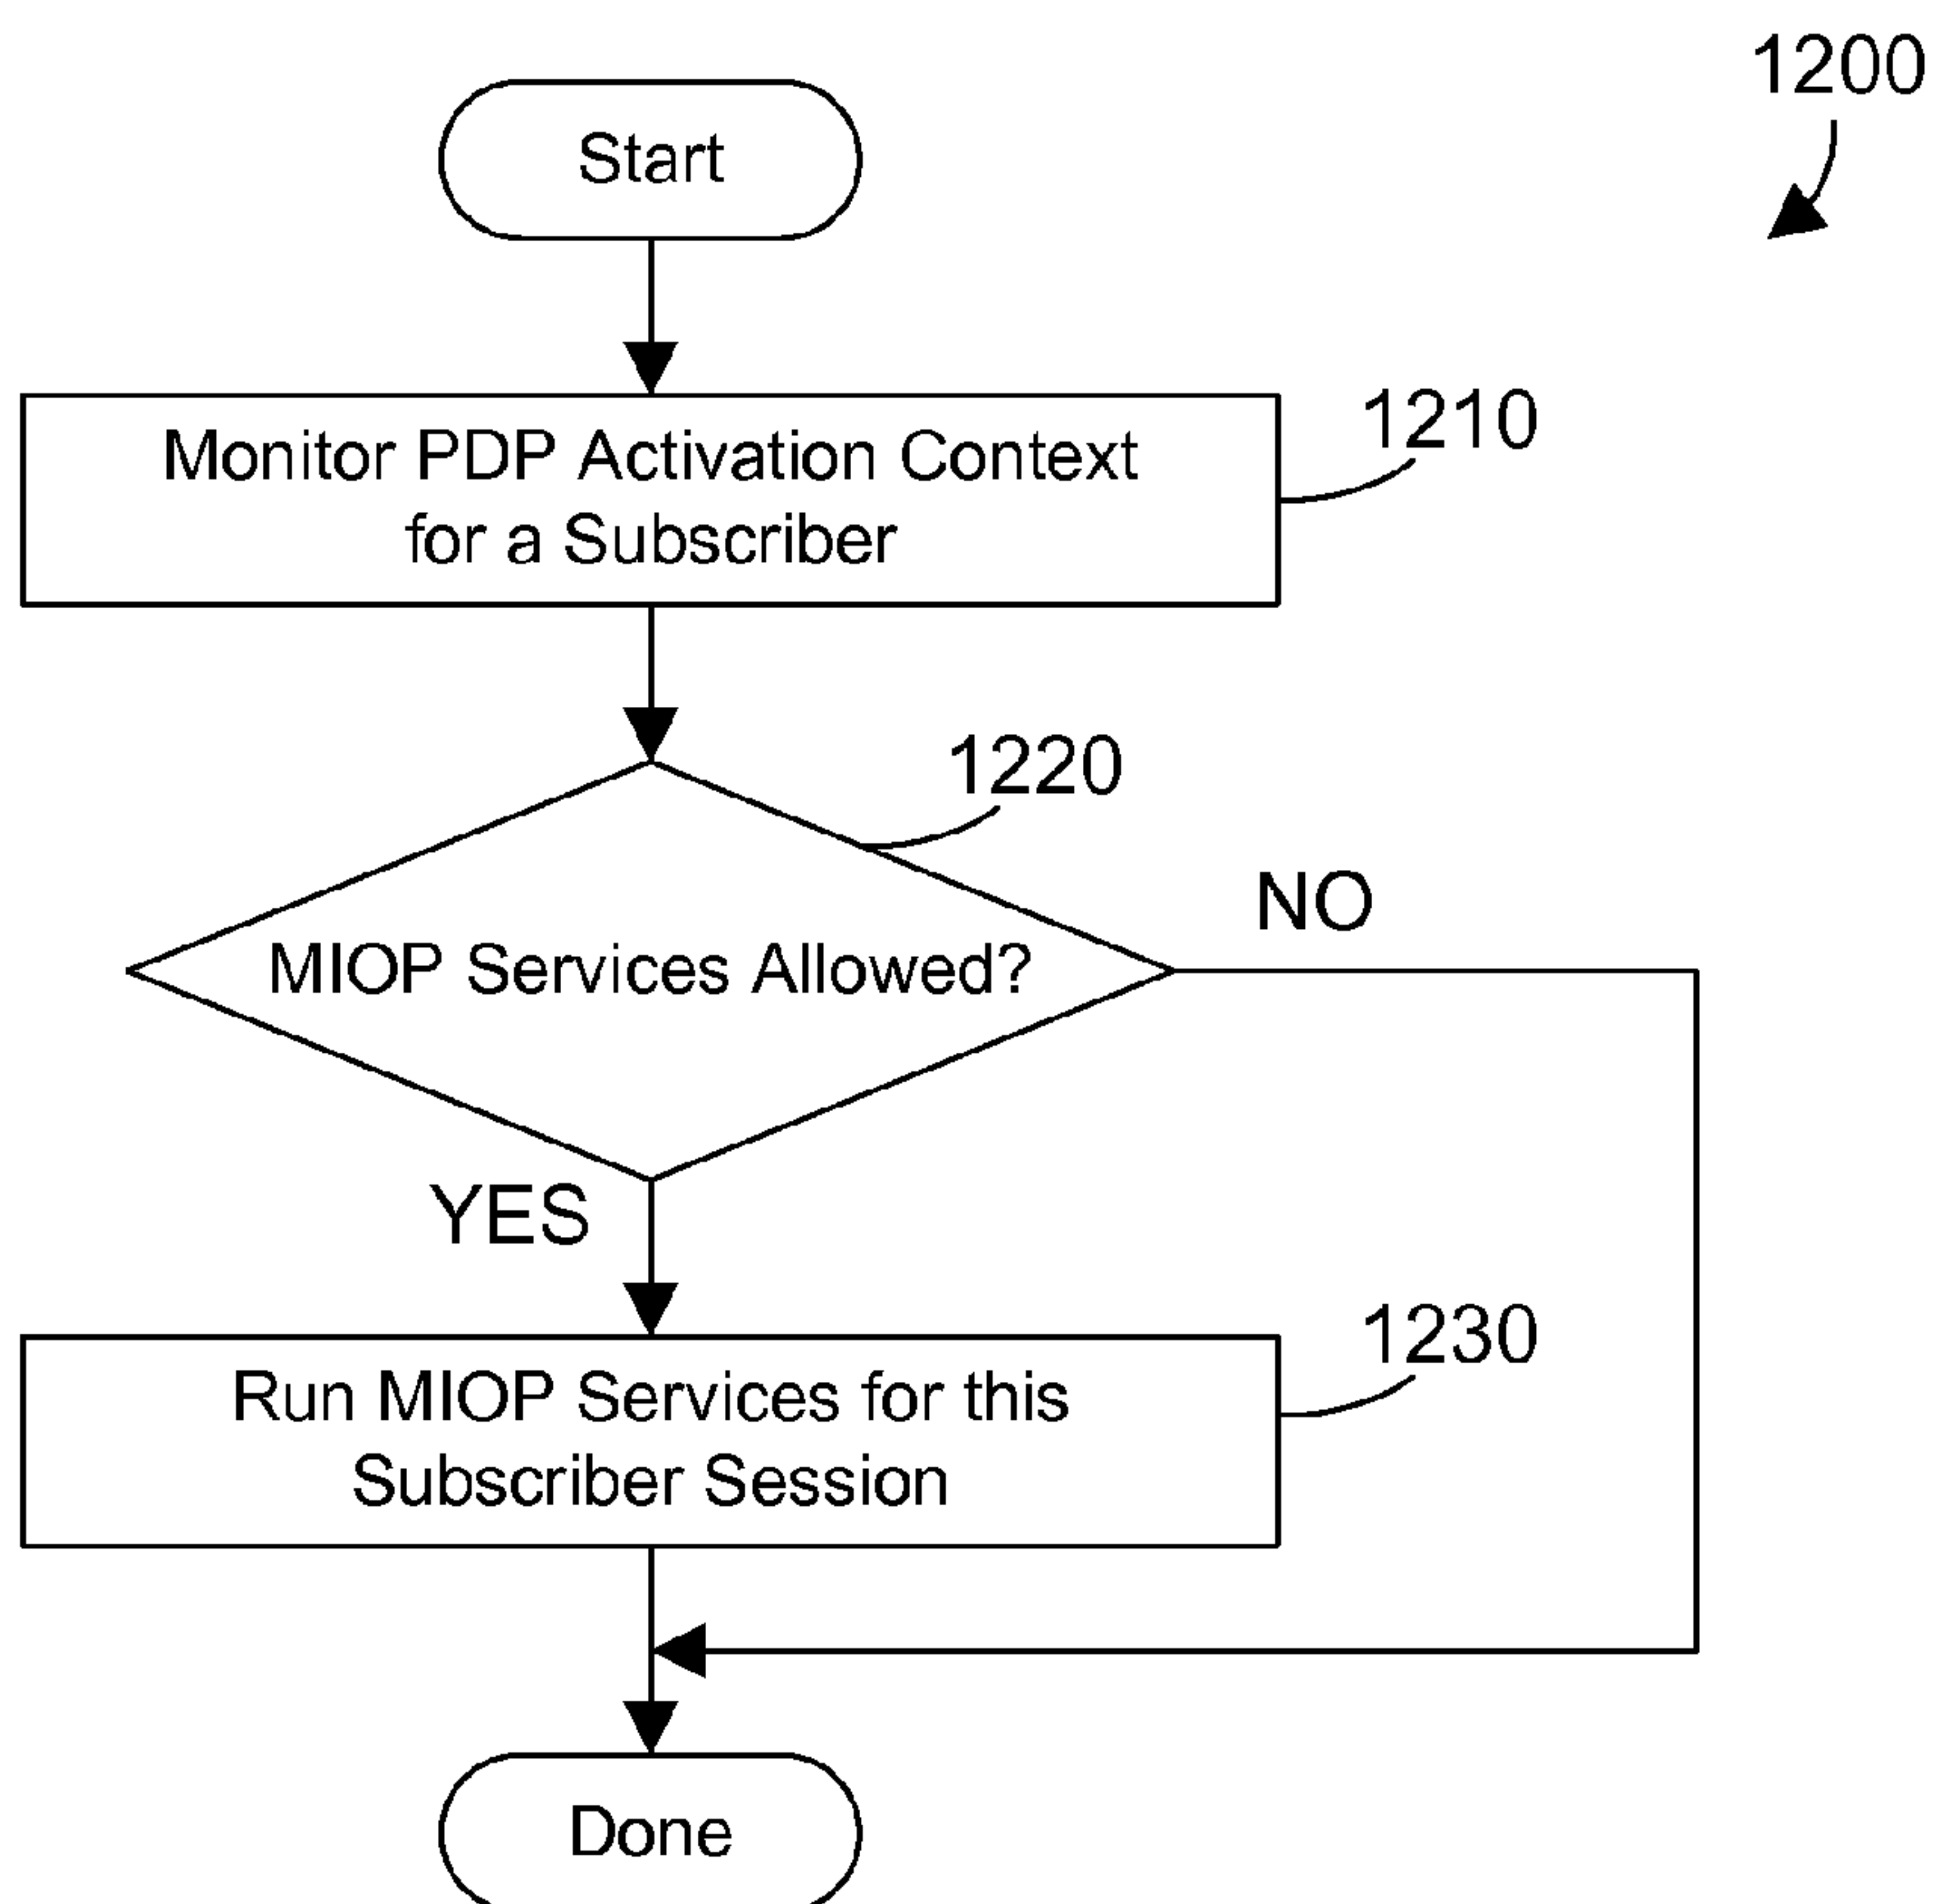 1200
Start
Monitor PDP Activation Context
for a Subscriber
1210
1220
MIOP Services Allowed?
NO
YES
Run MIOP Services for this
Subscriber Session
1230
Done